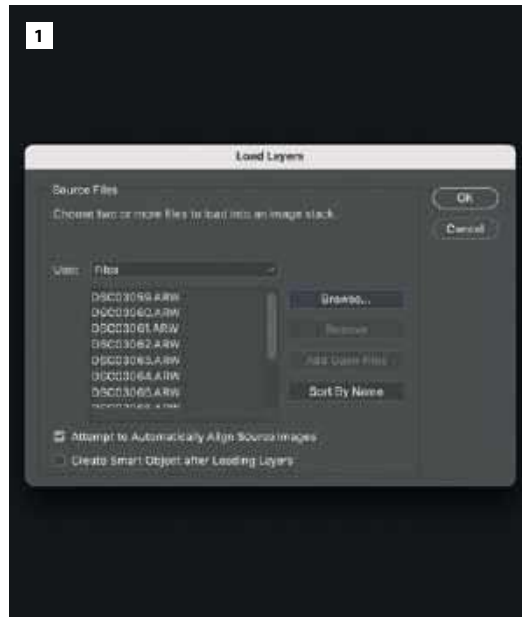 1
Load Layers
Source Files
Choose two or more files to load into an image stack.
OK
Cancel
Use: Files
DSC03059.ARW
DSC03060.ARW
DSC03061.ARW
DSC03062.ARW
DSC03063.ARW
DSC03064.ARW
DSC03065.ARW
Browse...
Remove
Add Open Files
Sort By Name
Attempt to Automatically Align Source Images
Create Smart Object after Loading Layers